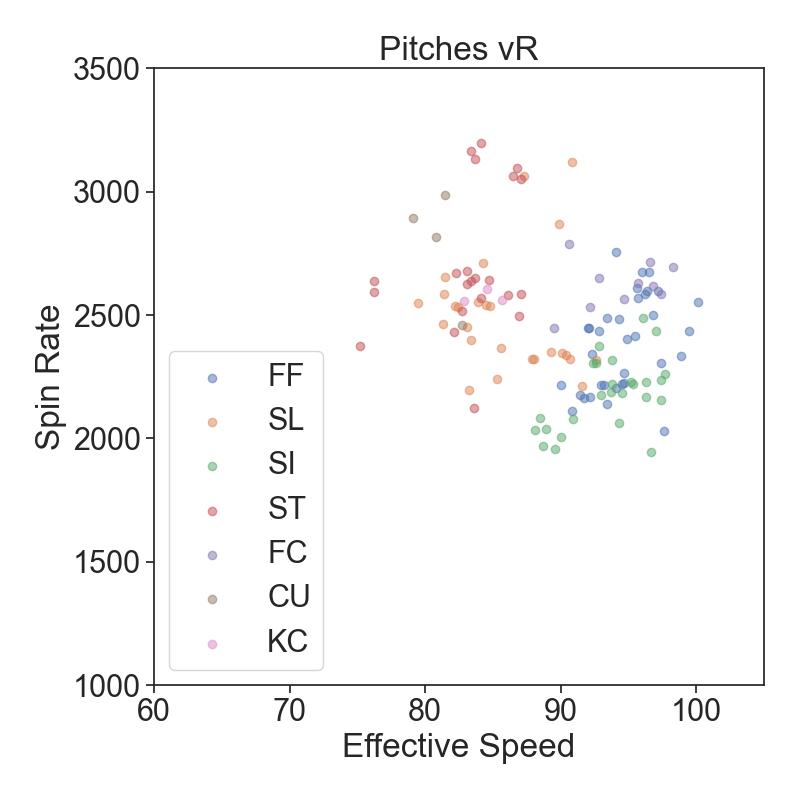 Pitches vR
3500
3000
2500
2000
1500
1000
Spin Rate
FF
SL
SI
ST
FC
CU
KC
60 70 80 90 100
Effective Speed